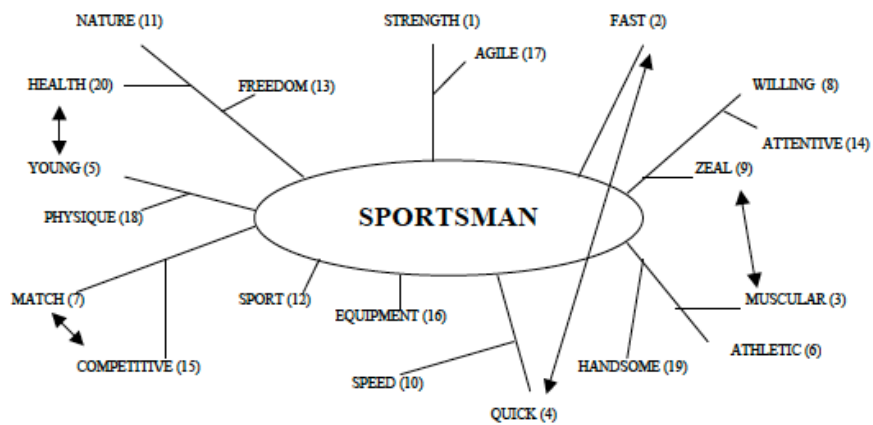 NATURE (11)
STRENGTH (1)
FAST (2)
AGILE (17)
HEALTH (20)
FREEDOM (13)
WILLING (8)
ATTENTIVE (14)
YOUNG (5)
ZEAL (9)
PHYSIQUE (18)
SPORTSMAN
MATCH (7)
SPORT (12)
EQUIPMENT (16)
MUSCULAR (3)
ATHLETIC (6)
COMPETITIVE (15)
HANDSOME (19)
SPEED (10)
QUICK (4)